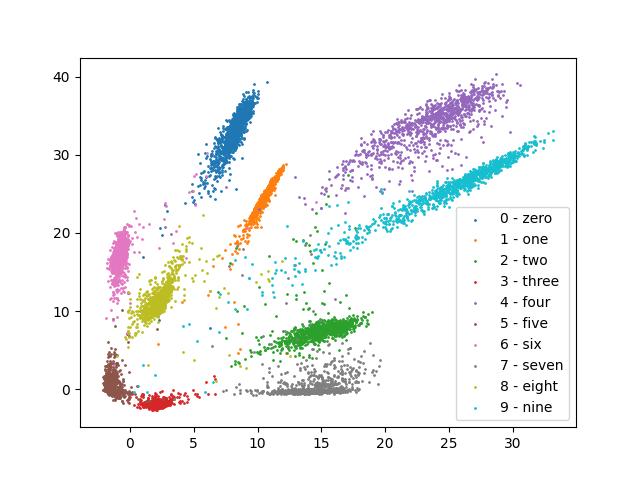 40
30
20
10
0
0 5 10 15 20 25 30
0 - zero
1 - one
2 - two
3 - three
4 - four
5 - five
6 - six
7 - seven
8 - eight
9 - nine